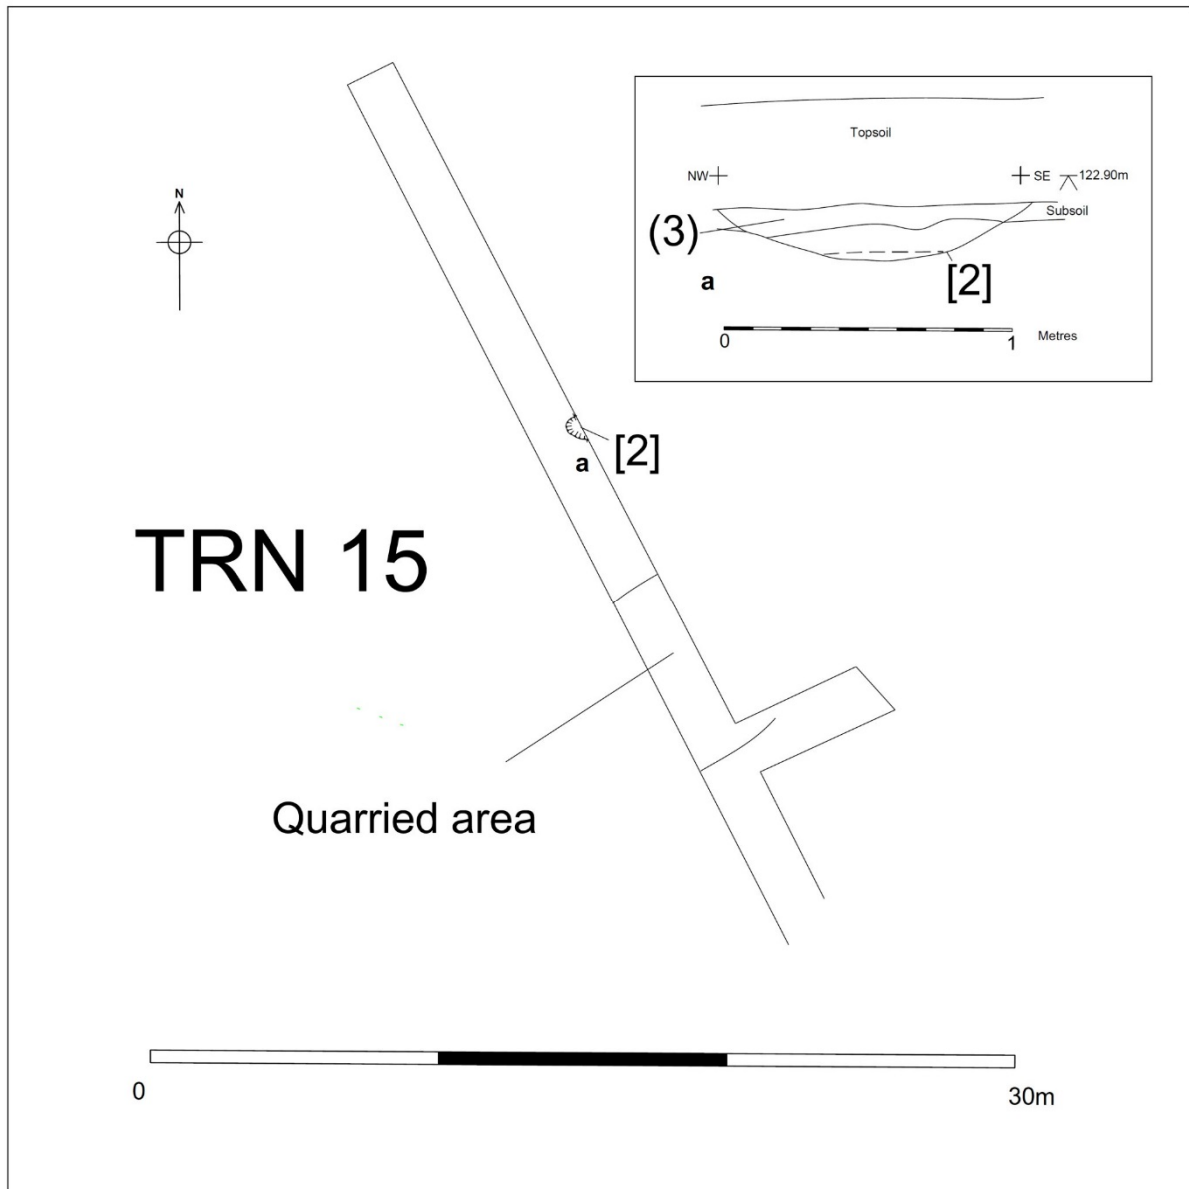 N
Topsoil
NW
SE
122.90m
Subsoil
(3)
[2]
a
0
1
Metres
[2]
a
TRN 15
Quarried area
0
30m